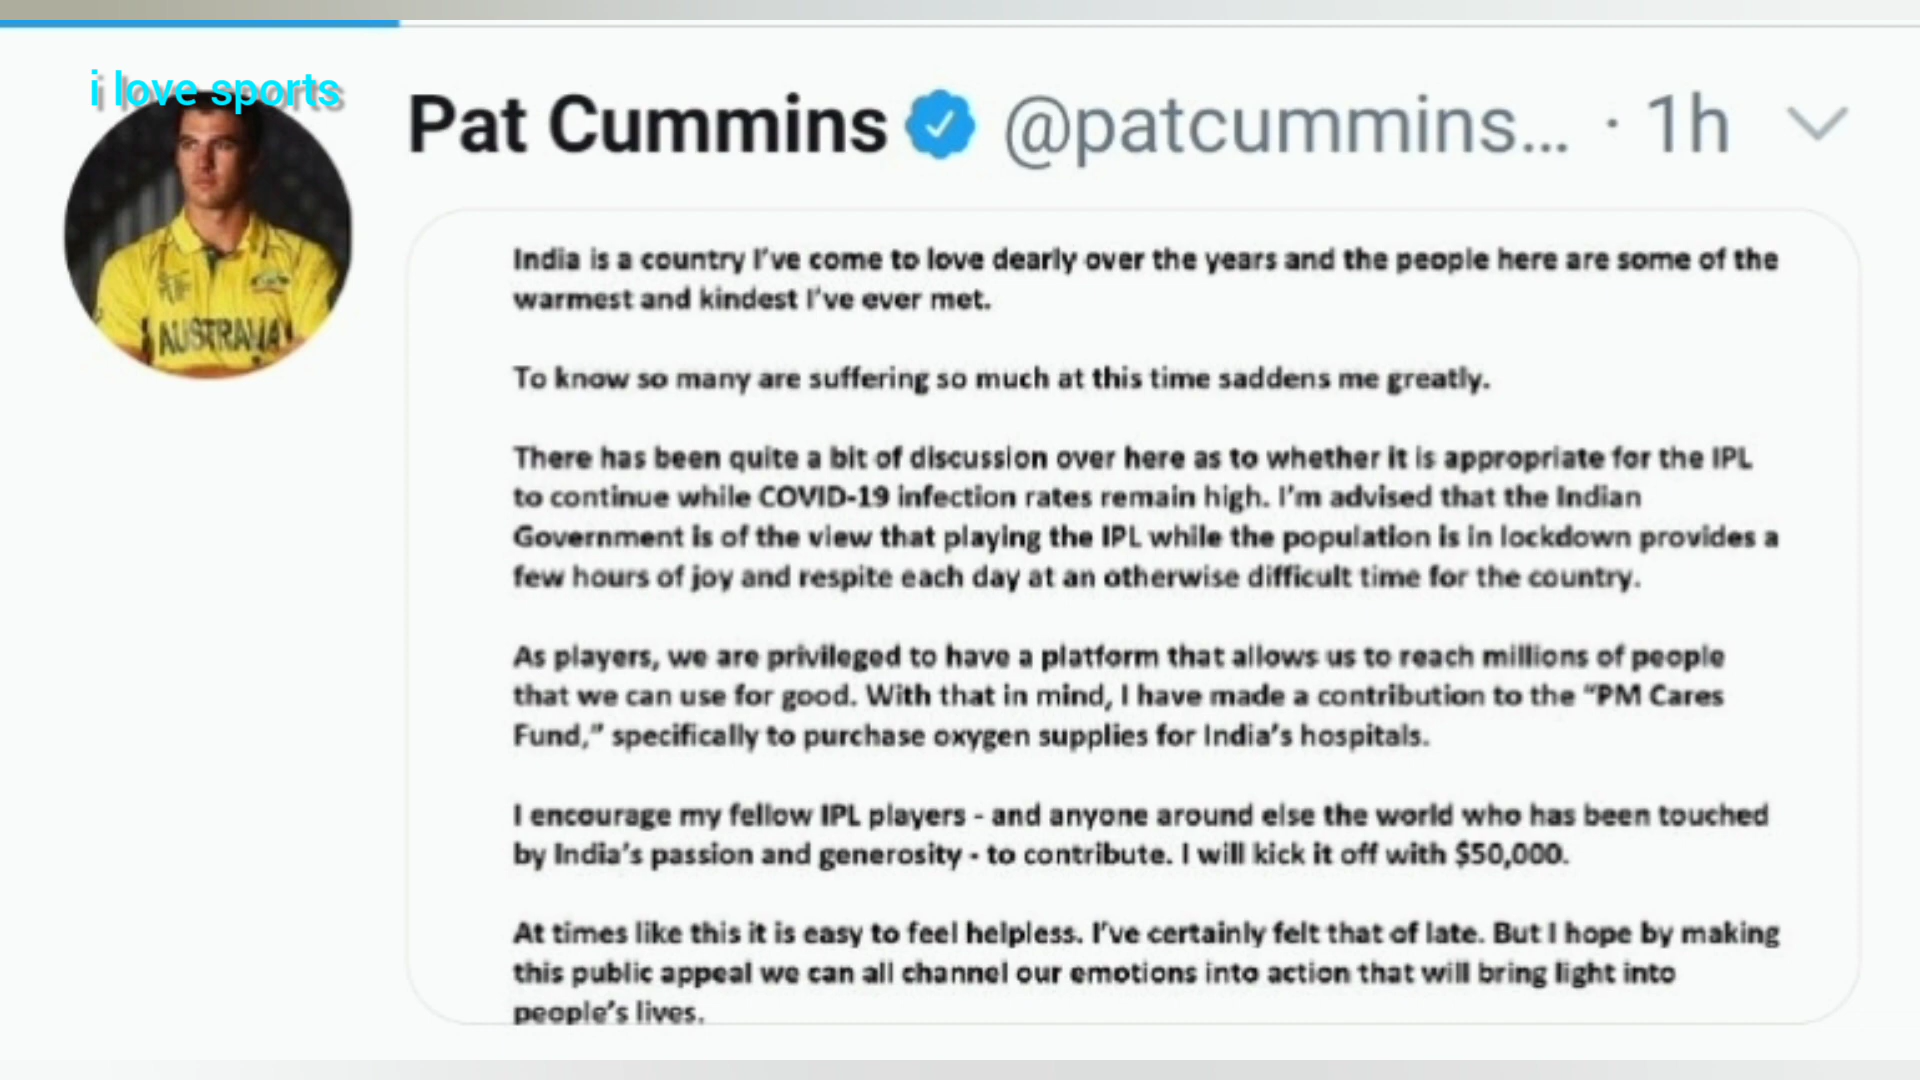 i love sports
Pat Cummins @patcummins... · 1h
AUSTRALIA
India is a country I've come to love dearly over the years and the people here are some of the
warmest and kindest I've ever met.
To know so many are suffering so much at this time saddens me greatly.
There has been quite a bit of discussion over here as to whether it is appropriate for the IPL
to continue while COVID-19 infection rates remain high. I'm advised that the Indian
Government is of the view that playing the IPL while the population is in lockdown provides a
few hours of joy and respite each day at an otherwise difficult time for the country.
As players, we are privileged to have a platform that allows us to reach millions of people
that we can use for good. With that in mind, I have made a contribution to the “PM Cares
Fund,” specifically to purchase oxygen supplies for India's hospitals.
I encourage my fellow IPL players - and anyone around else the world who has been touched
by India's passion and generosity - to contribute. I will kick it off with $50,000.
At times like this it is easy to feel helpless. I've certainly felt that of late. But I hope by making
this public appeal we can all channel our emotions into action that will bring light into
people's lives.